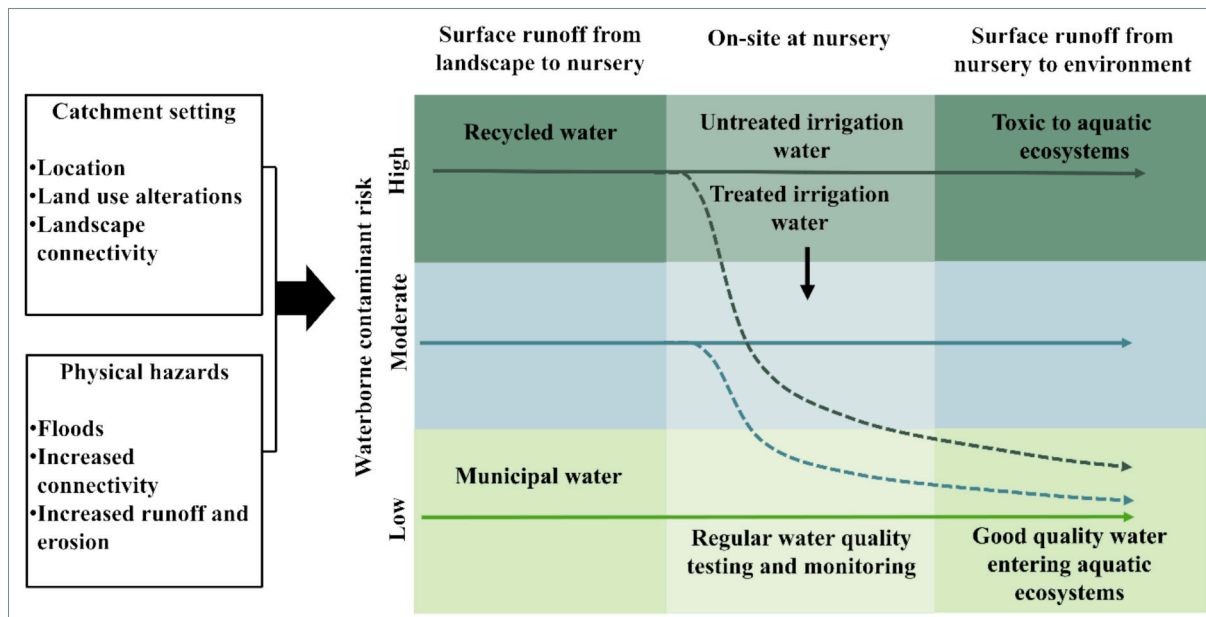 Catchment setting
•Location
•Land use alterations
•Landscape
connectivity
Physical hazards
•Floods
•Increased
connectivity
•Increased runoff and
erosion
Waterborne contaminant risk
High
Moderate
Low
Surface runoff from
landscape to nursery
On-site at nursery
Surface runoff from
nursery to environment
Recycled water
Untreated irrigation
water
Toxic to aquatic
ecosystems
Treated irrigation
water
Municipal water
Regular water quality
testing and monitoring
Good quality water
entering aquatic
ecosystems